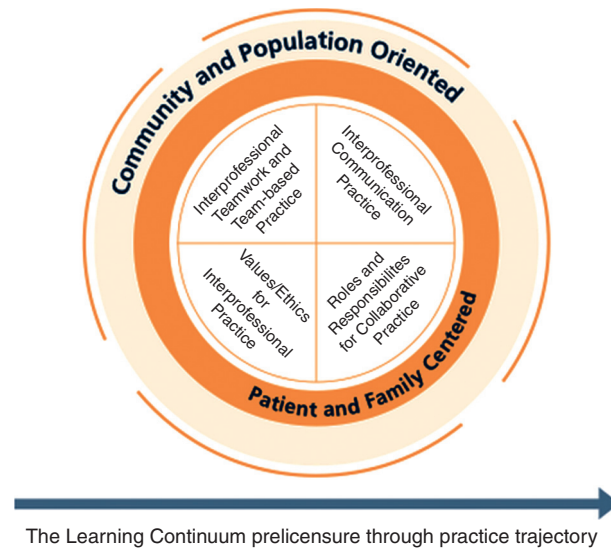 Community and Population Oriented
Interprofessional
Teamwork and
Team-based
Practice
Interprofessional
Communication
Practice
Values/Ethics
for
Interprofessional
Practice
Roles and
Responsibilites
for Collaborative
Practice
Patient and Family Centered
The Learning Continuum prelicensure through practice trajectory